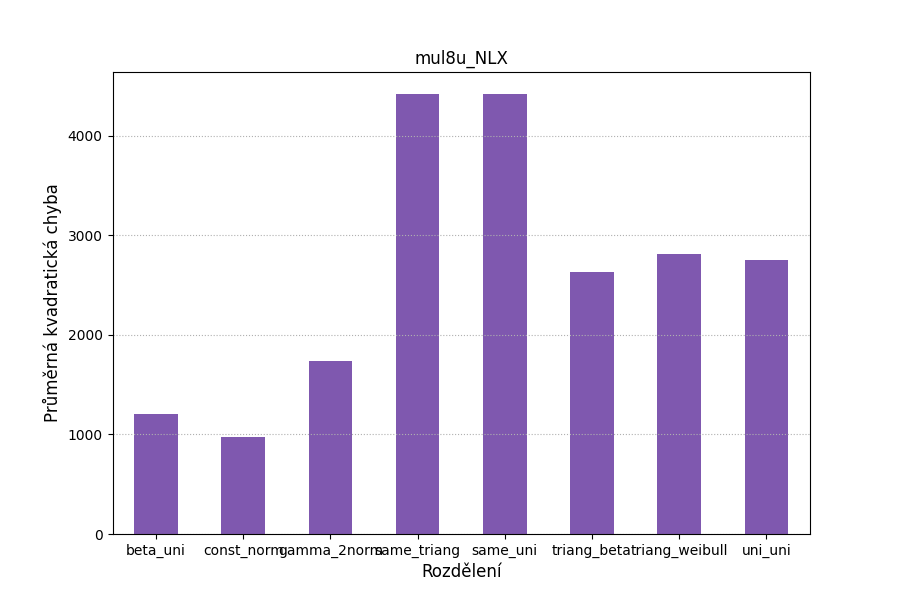 mul8u_NLX
Průměrná kvadratická chyba
4000
3000
2000
1000
0
beta_uni const_norm gamma_2norm same_triang same_uni triang_beta triang_weibull uni_uni
Rozdělení